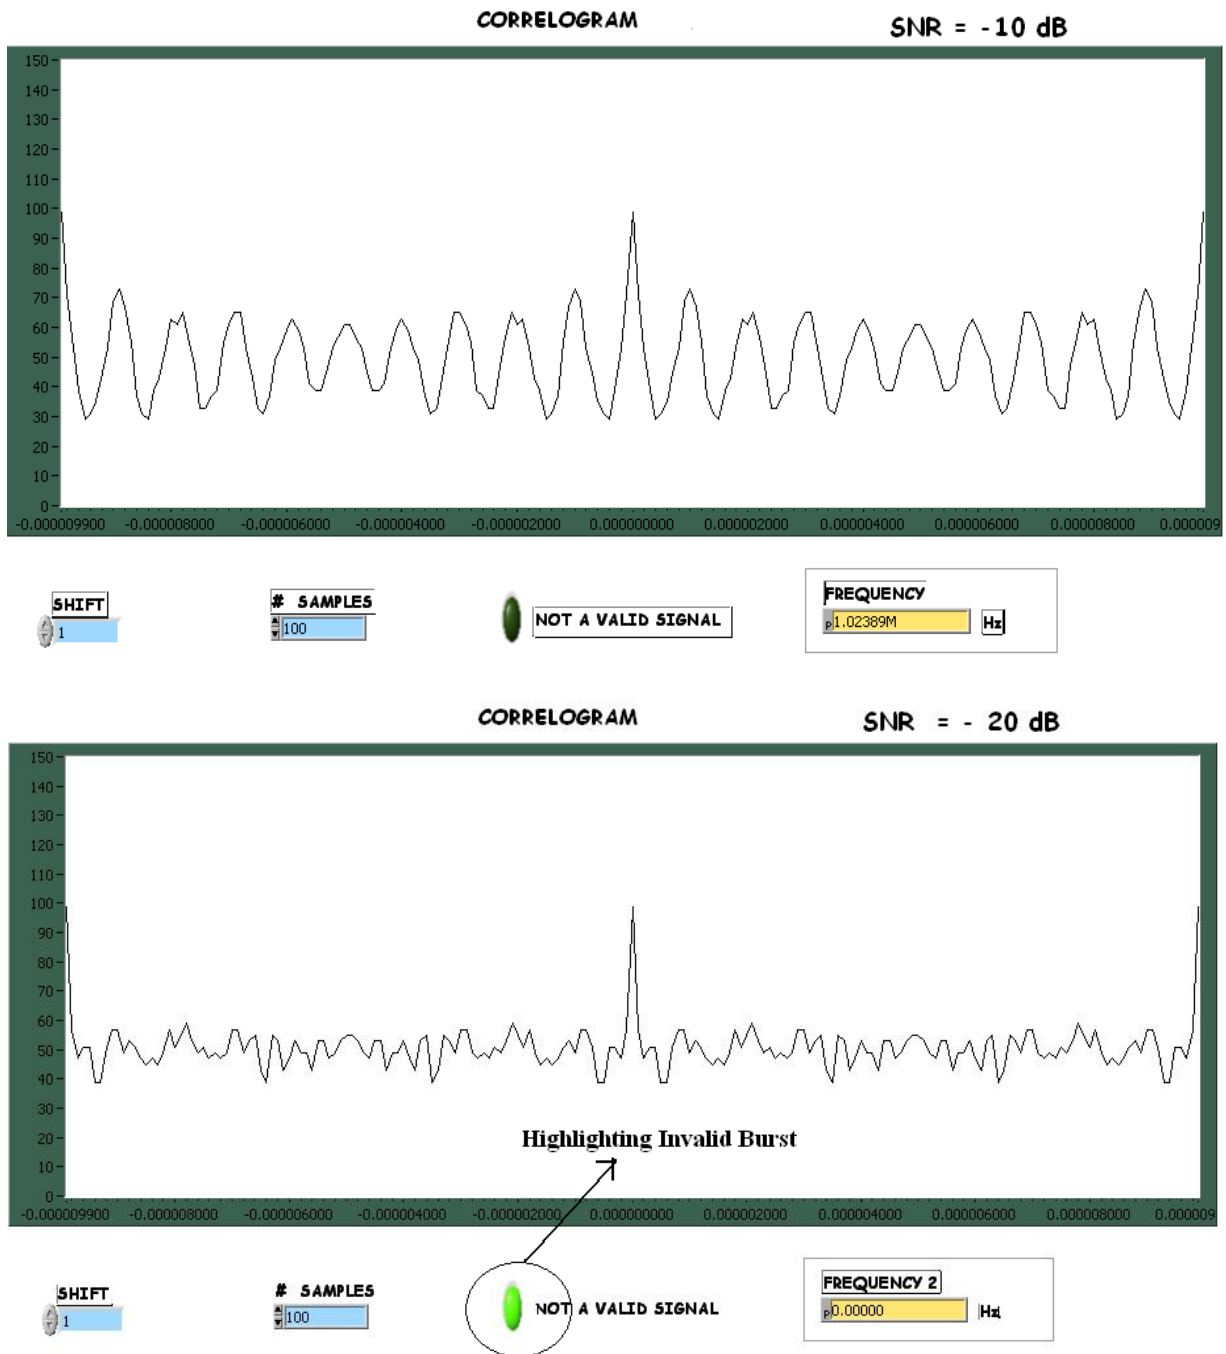 CORRELOGRAM
SNR = -10 dB
150
140
130
120
110
100
90
80
70
60
50
40
30
20
10
0
-0.000009900 -0.000008000 -0.000006000 -0.000004000 -0.000002000 0.000000000 0.000002000 0.000004000 0.000006000 0.000008000 0.000009
SHIFT
1
# SAMPLES
100
NOT A VALID SIGNAL
FREQUENCY
p1.02389M
Hz
CORRELOGRAM
SNR = - 20 dB
150
140
130
120
110
100
90
80
70
60
50
40
30
20
10
0
Highlighting Invalid Burst
-0.000009900 -0.000008000 -0.000006000 -0.000004000 -0.000002000 0.000000000 0.000002000 0.000004000 0.000006000 0.000008000 0.000009
SHIFT
1
# SAMPLES
100
NOT A VALID SIGNAL
FREQUENCY 2
p0.00000
Hz